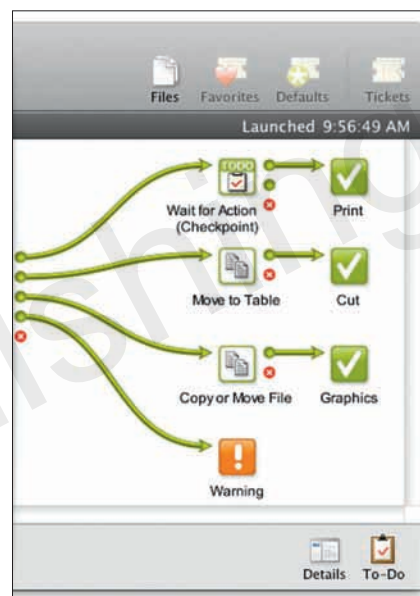 Files Favorites Defaults Tickets
Launched 9:56:49 AM
TODO
Wait for Action
(Checkpoint)
Print
Move to Table
Cut
Copy or Move File
Graphics
Warning
Details To-Do